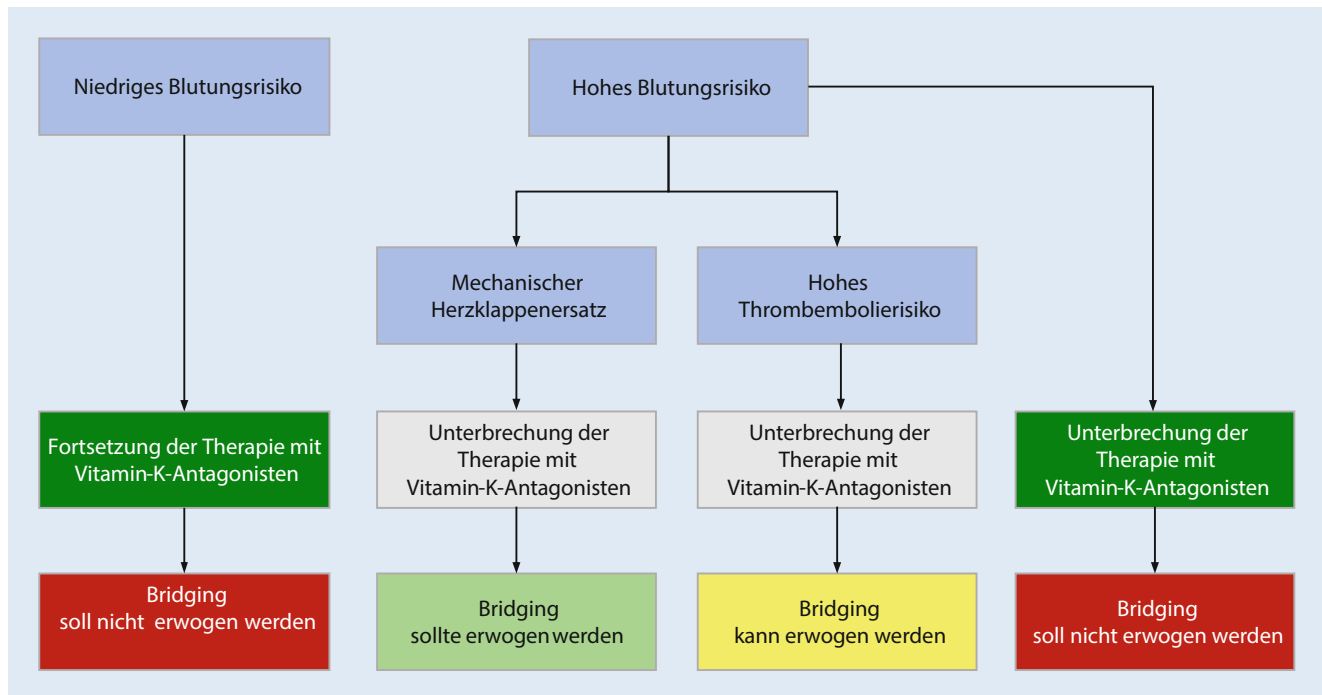 Niedriges Blutungsrisiko
Hohes Blutungsrisiko
Mechanischer
Herzklappenersatz
Hohes
Thrombembolierisiko
Fortsetzung der Therapie mit
Vitamin-K-Antagonisten
Unterbrechung der
Therapie mit
Vitamin-K-Antagonisten
Unterbrechung der
Therapie mit
Vitamin-K-Antagonisten
Unterbrechung der
Therapie mit
Vitamin-K-Antagonisten
Bridging
soll nicht erwogen werden
Bridging
sollte erwogen werden
Bridging
kann erwogen werden
Bridging
soll nicht erwogen werden